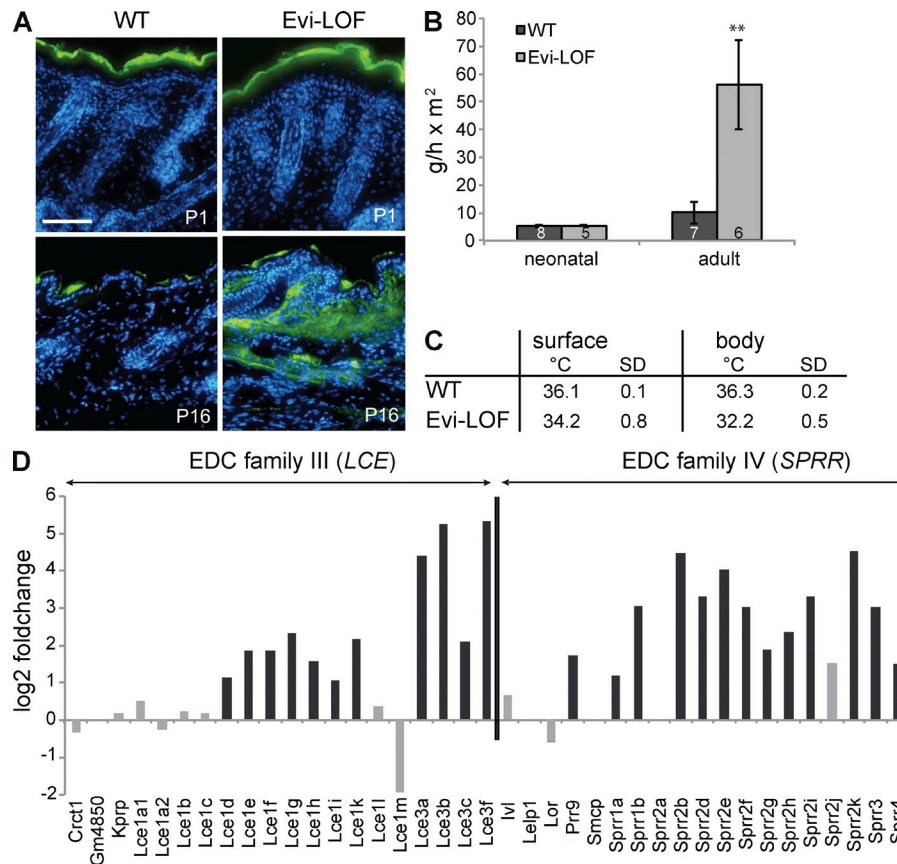 A
WT
Evi-LOF
P1
P1
P16
P16
B
g/h x m²
80
70
60
50
40
30
20
10
0
WT
Evi-LOF
**
8
5
7
6
neonatal
adult
C
surface body
°C SD °C SD
WT 36.1 0.1 36.3 0.2
Evi-LOF 34.2 0.8 32.2 0.5
D
EDC family III (LCE)
EDC family IV (SPRR)
log2 foldchange
6
5
4
3
2
1
0
-1
-2
Crct1
Gm4850
Kprp
Lce1a1
Lce1a2
Lce1b
Lce1c
Lce1d
Lce1e
Lce1f
Lce1g
Lce1h
Lce1i
Lce1k
Lce1l
Lce1m
Lce3a
Lce3b
Lce3c
Lce3f
Ivl
Lelp1
Lor
Prr9
Smcp
Sprr1a
Sprr1b
Sprr2a
Sprr2b
Sprr2d
Sprr2e
Sprr2f
Sprr2g
Sprr2h
Sprr2i
Sprr2j
Sprr2k
Sprr3
Sprr4